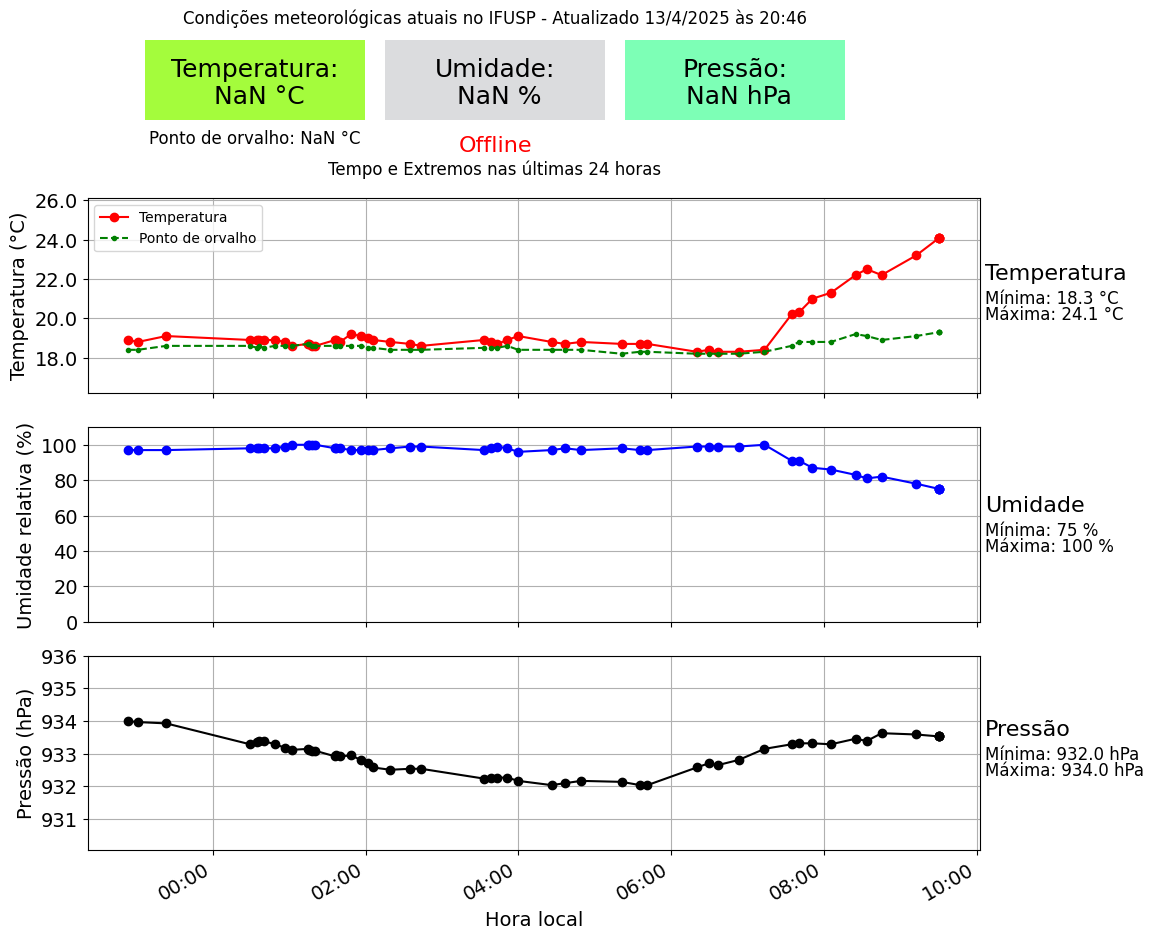 Condições meteorológicas atuais no IFUSP - Atualizado 13/4/2025 às 20:46
Temperatura:
NaN °C
Umidade:
NaN %
Pressão:
NaN hPa
Ponto de orvalho: NaN °C
Offline
Tempo e Extremos nas últimas 24 horas
26.0
24.0
22.0
20.0
18.0
Temperatura (°C)
Temperatura
Ponto de orvalho
Temperatura
Mínima: 18.3 °C
Máxima: 24.1 °C
100
80
60
40
20
0
Umidade relativa (%)
Umidade
Mínima: 75 %
Máxima: 100 %
936
935
934
933
932
931
Pressão (hPa)
Pressão
Mínima: 932.0 hPa
Máxima: 934.0 hPa
00:00
02:00
04:00
06:00
08:00
10:00
Hora local